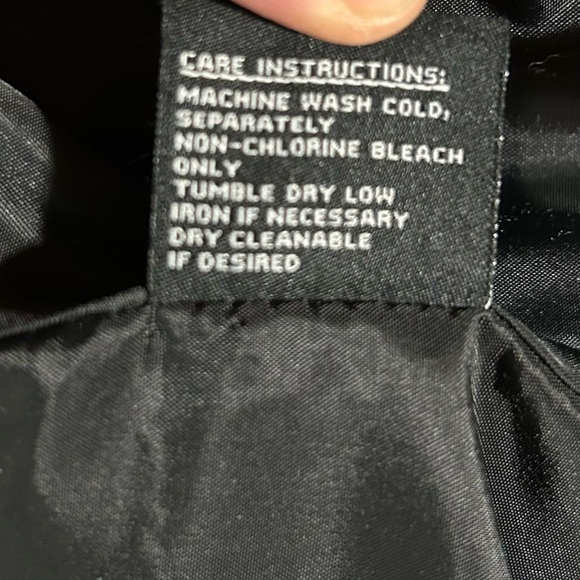 CARE INSTRUCTIONS:
MACHINE WASH COLD,
SEPARATELY
NON-CHLORINE BLEACH
ONLY
TUMBLE DRY LOW
IRON IF NECESSARY
DRY CLEANABLE
IF DESIRED